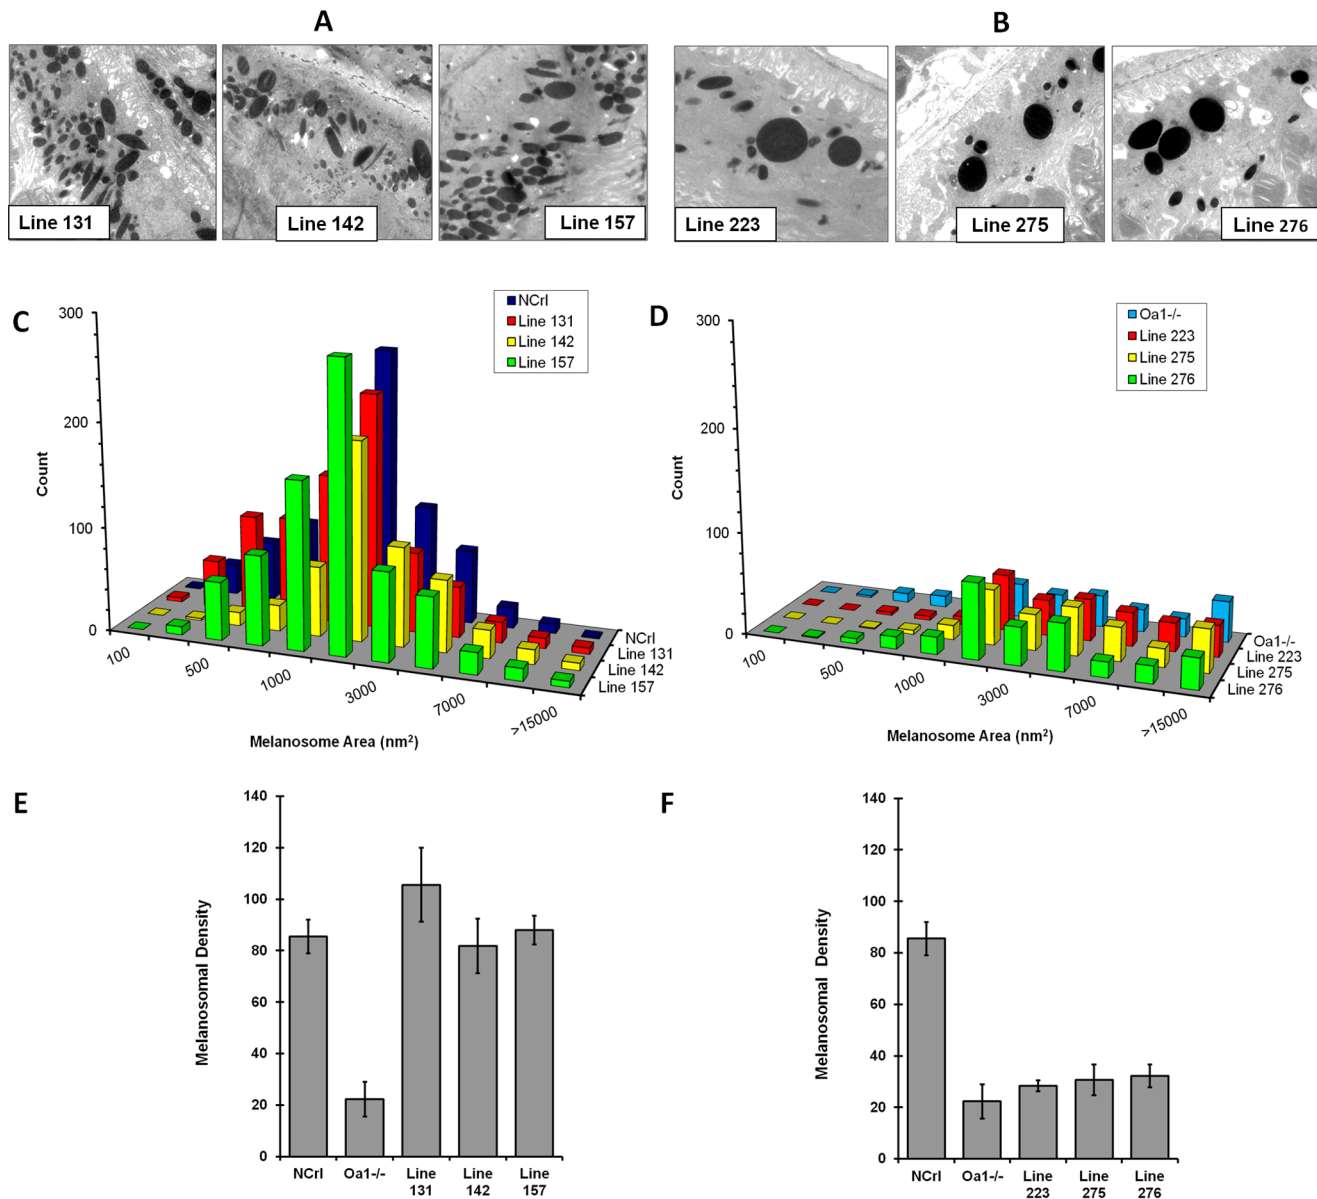 A
B
Line 131
Line 142
Line 157
Line 223
Line 275
Line 276
C
NCrl
Line 131
Line 142
Line 157
300
200
100
0
Count
100
500
1000
3000
7000
>15000
NCrl
Line 131
Line 142
Line 157
Melanosome Area (nm²)
D
Oa1-/-
Line 223
Line 275
Line 276
300
200
100
0
Count
100
500
1000
3000
7000
>15000
Oa1-/-
Line 223
Line 275
Line 276
Melanosome Area (nm²)
E
140
120
100
80
60
40
20
0
Melanosomal Density
NCrl Oa1-/- Line Line Line
131 142 157
F
140
120
100
80
60
40
20
0
Melanosomal Density
NCrl Oa1-/- Line Line Line
223 275 276